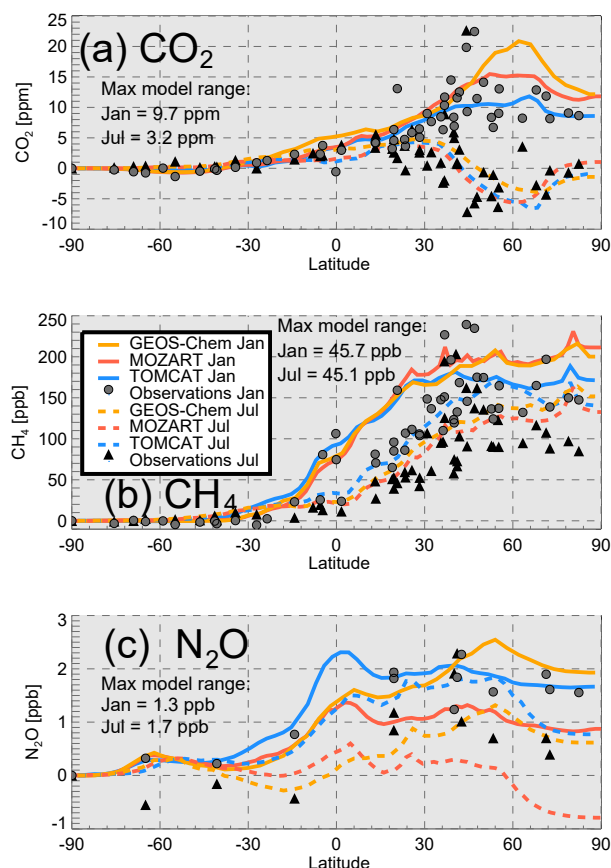 (a) CO2
Max model range:
Jan = 9.7 ppm
Jul = 3.2 ppm
CO2 [ppm]
25
20
15
10
5
0
-5
-10
-90 -60 -30 0 30 60 90
Latitude
250
200
150
100
50
0
CH4 [ppb]
GEOS-Chem Jan
MOZART Jan
TOMCAT Jan
Observations Jan
GEOS-Chem Jul
MOZART Jul
TOMCAT Jul
Observations Jul
Max model range:
Jan = 45.7 ppb
Jul = 45.1 ppb
(b) CH4
-90 -60 -30 0 30 60 90
Latitude
(c) N2O
Max model range:
Jan = 1.3 ppb
Jul = 1.7 ppb
N2O [ppb]
3
2
1
0
-1
-90 -60 -30 0 30 60 90
Latitude